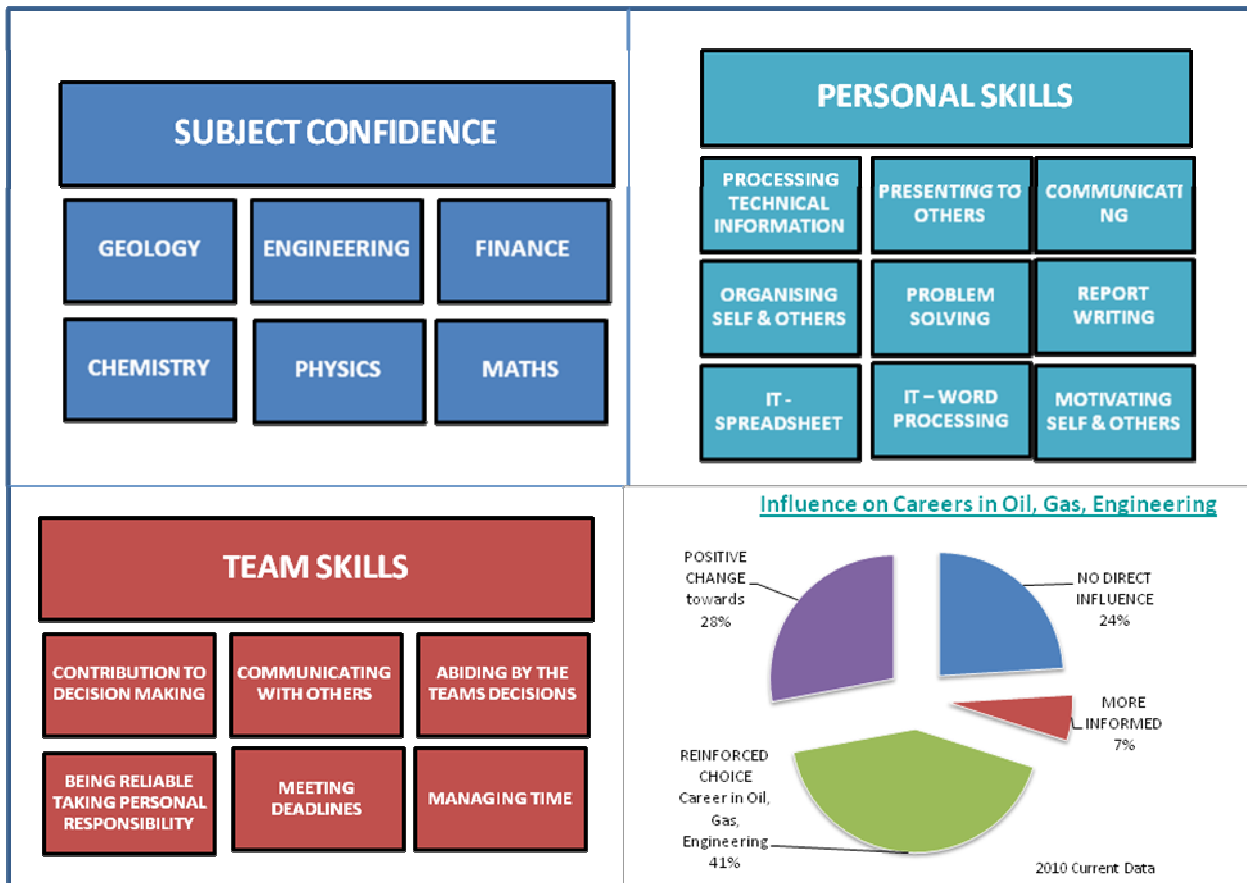 SUBJECT CONFIDENCE
GEOLOGY
ENGINEERING
FINANCE
CHEMISTRY
PHYSICS
MATHS
PERSONAL SKILLS
PROCESSING
TECHNICAL
INFORMATION
PRESENTING TO
OTHERS
COMMUNICATI
NG
ORGANISING
SELF & OTHERS
PROBLEM
SOLVING
REPORT
WRITING
IT -
SPREADSHEET
IT – WORD
PROCESSING
MOTIVATING
SELF & OTHERS
TEAM SKILLS
CONTRIBUTION TO
DECISION MAKING
COMMUNICATING
WITH OTHERS
ABIDING BY THE
TEAMS DECISIONS
BEING RELIABLE
TAKING PERSONAL
RESPONSIBILITY
MEETING
DEADLINES
MANAGING TIME
Influence on Careers in Oil, Gas, Engineering
POSITIVE
CHANGE
towards
28%
NO DIRECT
INFLUENCE
24%
MORE
INFORMED
7%
REINFORCED
CHOICE
Career in Oil,
Gas,
Engineering
41%
2010 Current Data